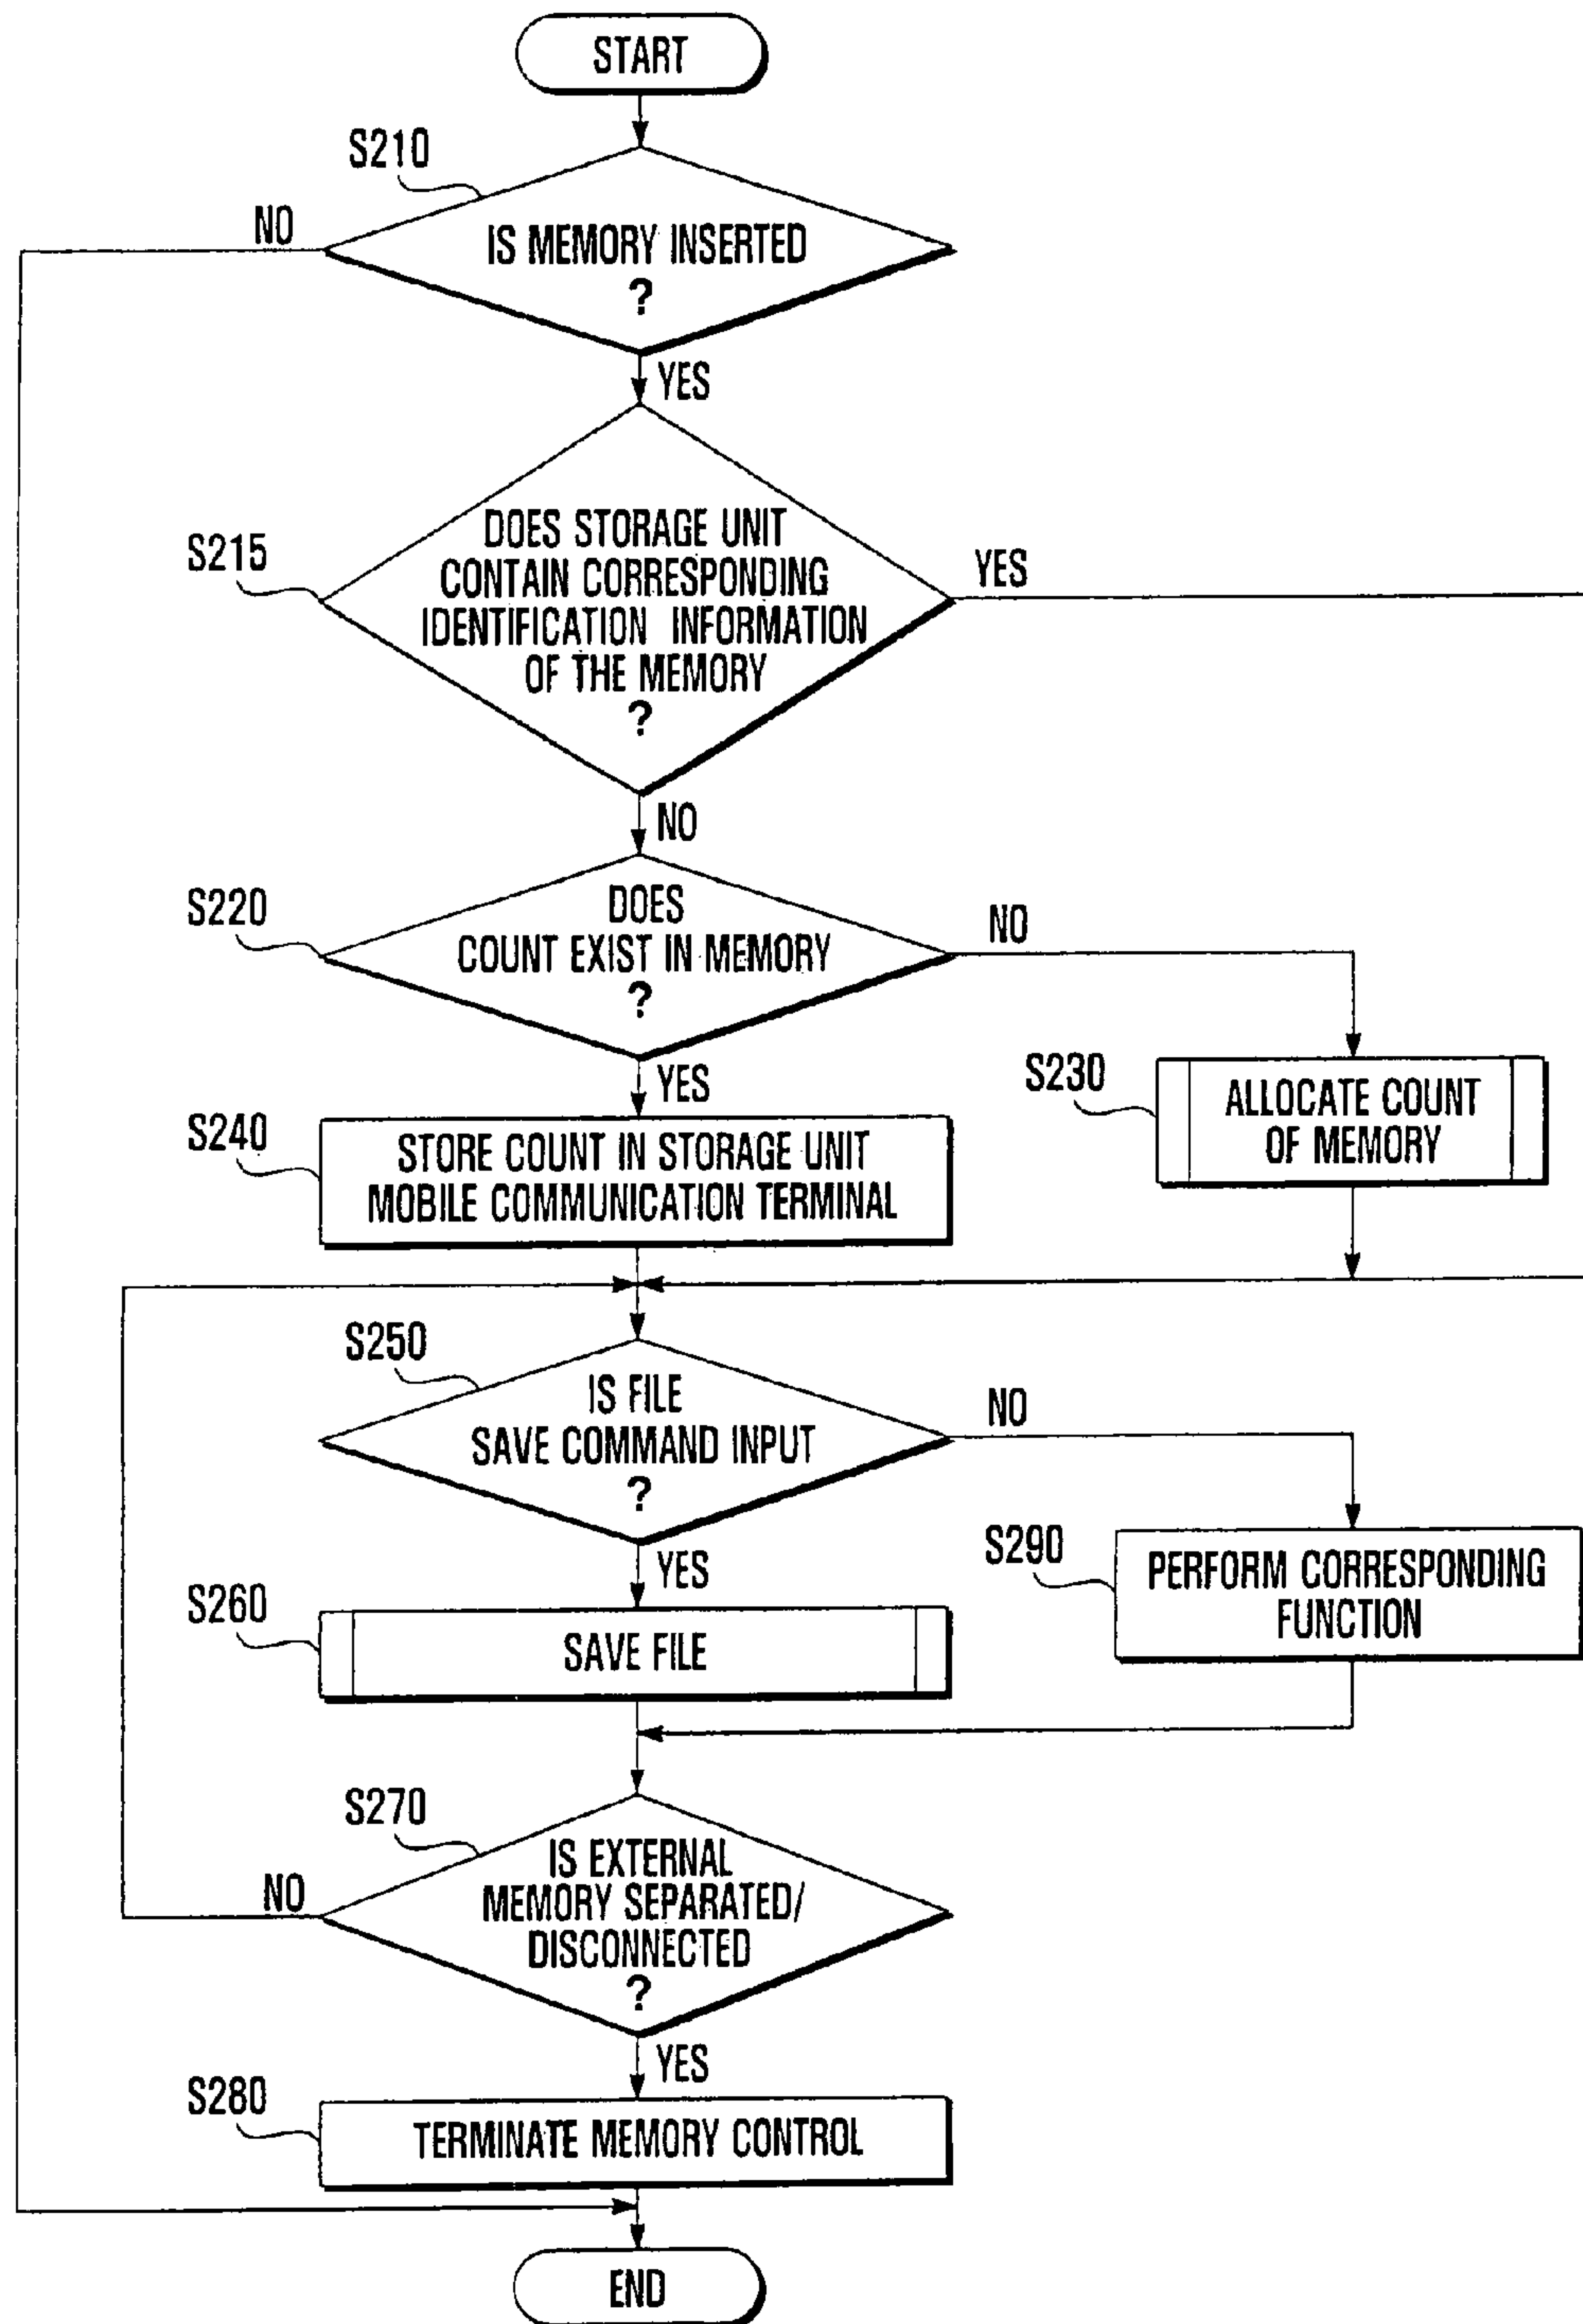 START
S210
NO
IS MEMORY INSERTED
?
YES
S215
DOES STORAGE UNIT
CONTAIN CORRESPONDING
IDENTIFICATION INFORMATION
OF THE MEMORY
?
YES
NO
S220
DOES
COUNT EXIST IN MEMORY
?
NO
YES
S230
ALLOCATE COUNT
OF MEMORY
S240
STORE COUNT IN STORAGE UNIT
MOBILE COMMUNICATION TERMINAL
S250
IS FILE
SAVE COMMAND INPUT
?
NO
YES
S290
PERFORM CORRESPONDING
FUNCTION
S260
SAVE FILE
S270
NO
IS EXTERNAL
MEMORY SEPARATED/
DISCONNECTED
?
YES
S280
TERMINATE MEMORY CONTROL
END